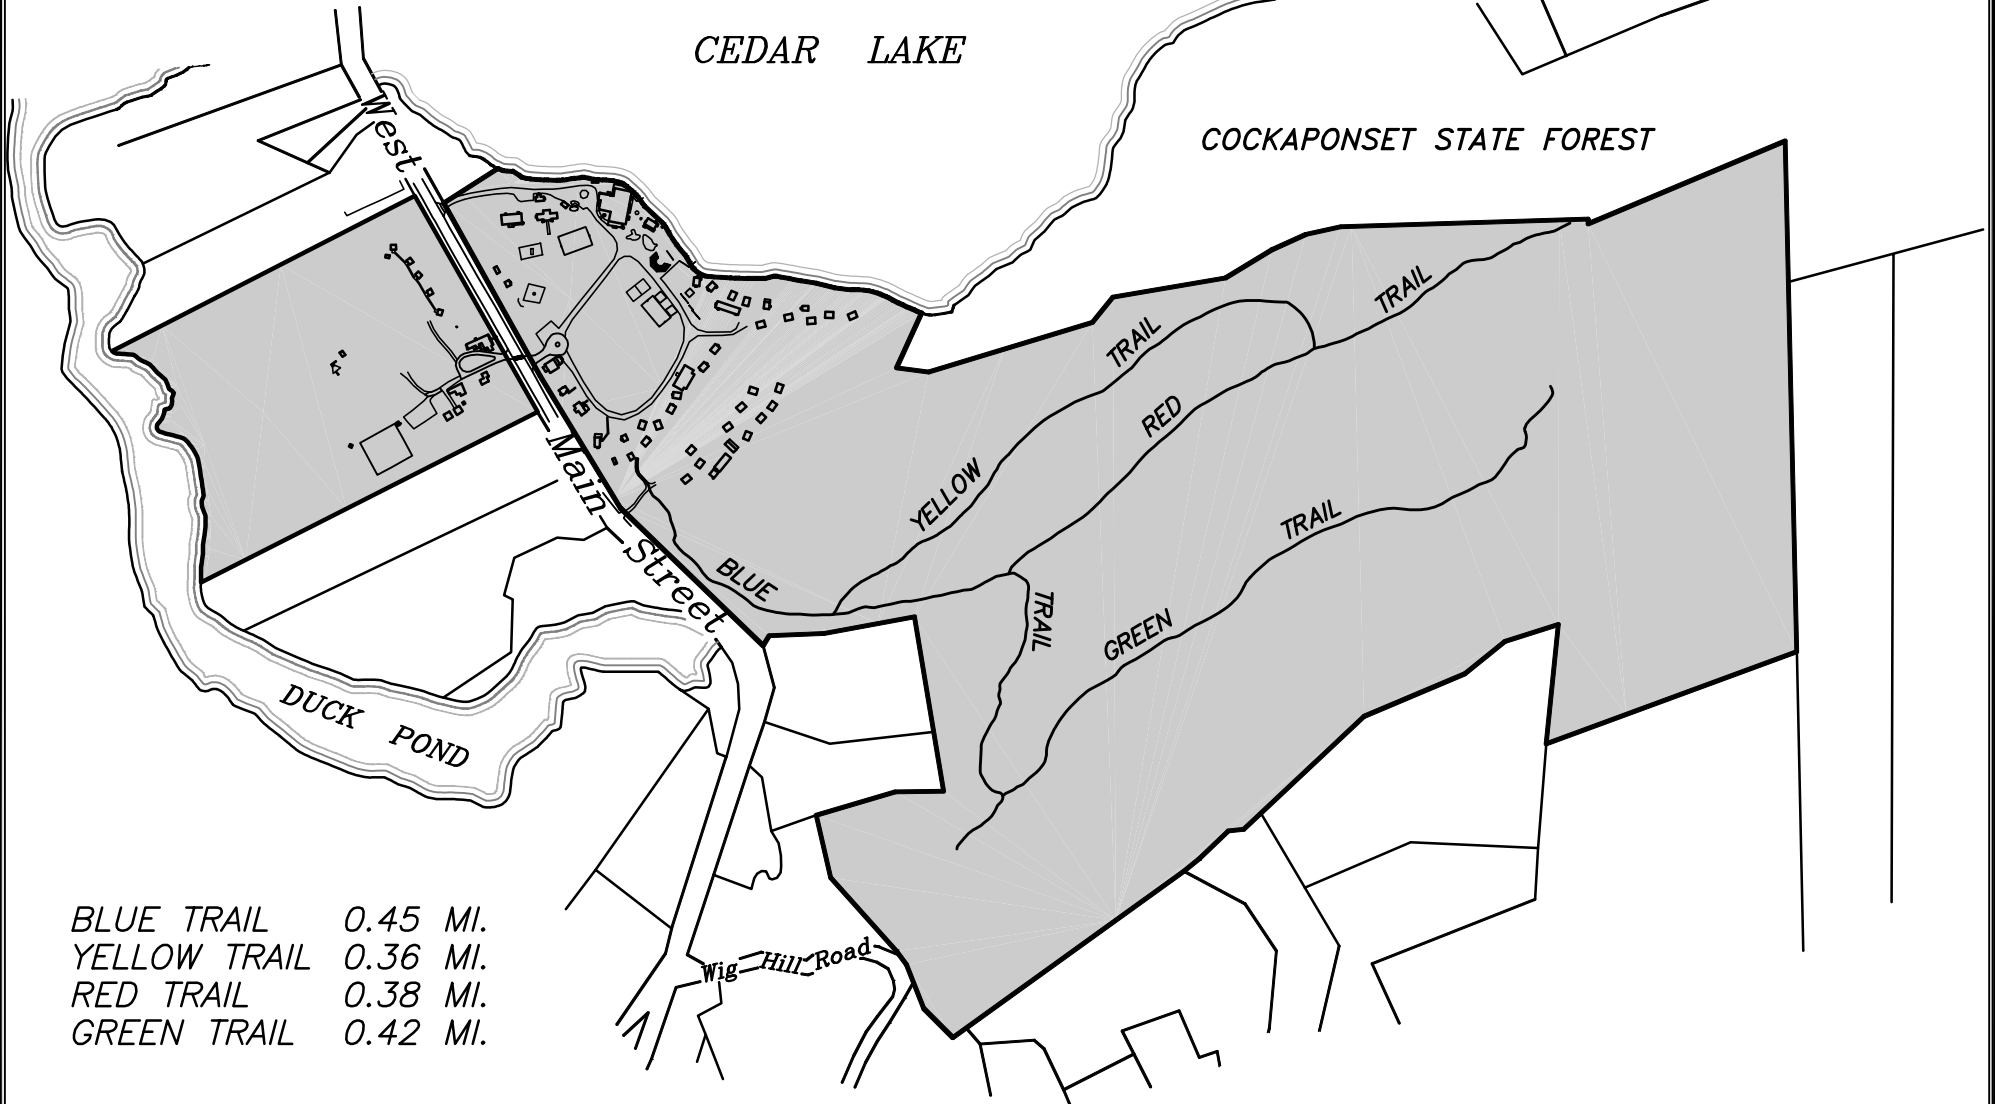 CEDAR LAKE
West
COCKAPONSET STATE FOREST
TRAIL
TRAIL
RED
Main
YELLOW
TRAIL
Street
BLUE
TRAIL
GREEN
DUCK POND
BLUE TRAIL 0.45 MI.
YELLOW TRAIL 0.36 MI.
RED TRAIL 0.38 MI.
GREEN TRAIL 0.42 MI.
Wig Hill Road